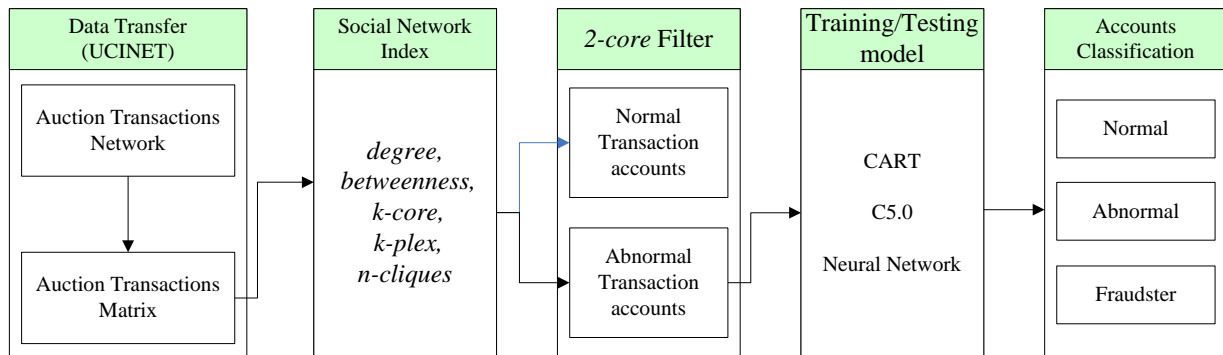 Data Transfer
(UCINET)
Auction Transactions
Network
Auction Transactions
Matrix
Social Network
Index
degree,
betweenness,
k-core,
k-plex,
n-cliques
2-core Filter
Normal
Transaction
accounts
Abnormal
Transaction
accounts
Training/Testing
model
CART
C5.0
Neural Network
Accounts
Classification
Normal
Abnormal
Fraudster